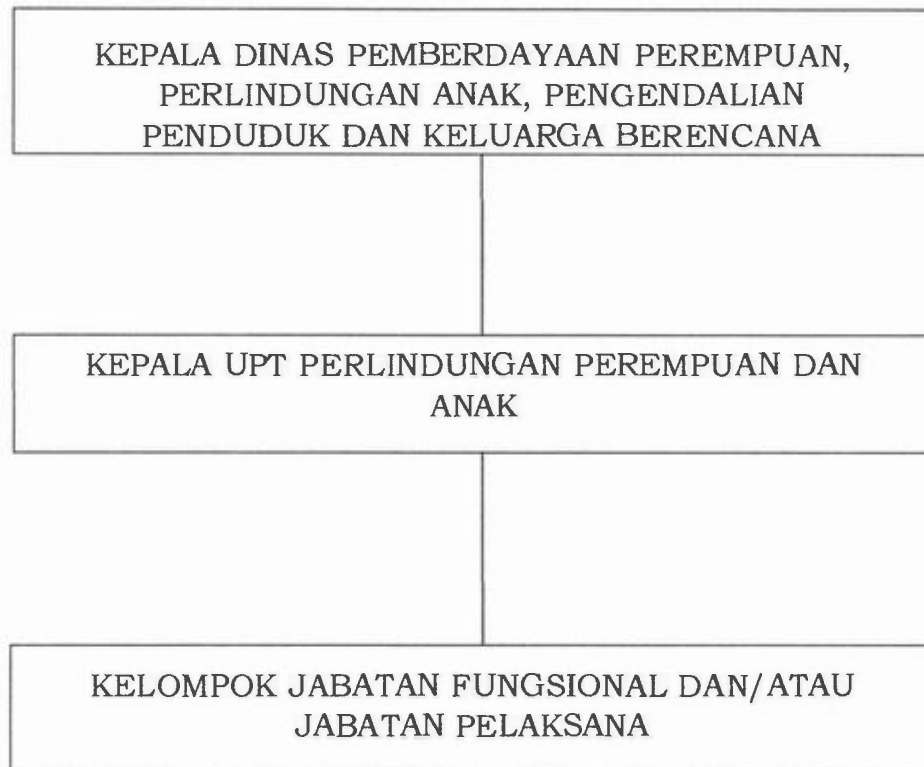 KEPALA DINAS PEMBERDAYAAN PEREMPUAN,
PERLINDUNGAN ANAK, PENGENDALIAN
PENDUDUK DAN KELUARGA BERENCANA
KEPALA UPT PERLINDUNGAN PEREMPUAN DAN
ANAK
KELOMPOK JABATAN FUNGSIONAL DAN/ATAU
JABATAN PELAKSANA